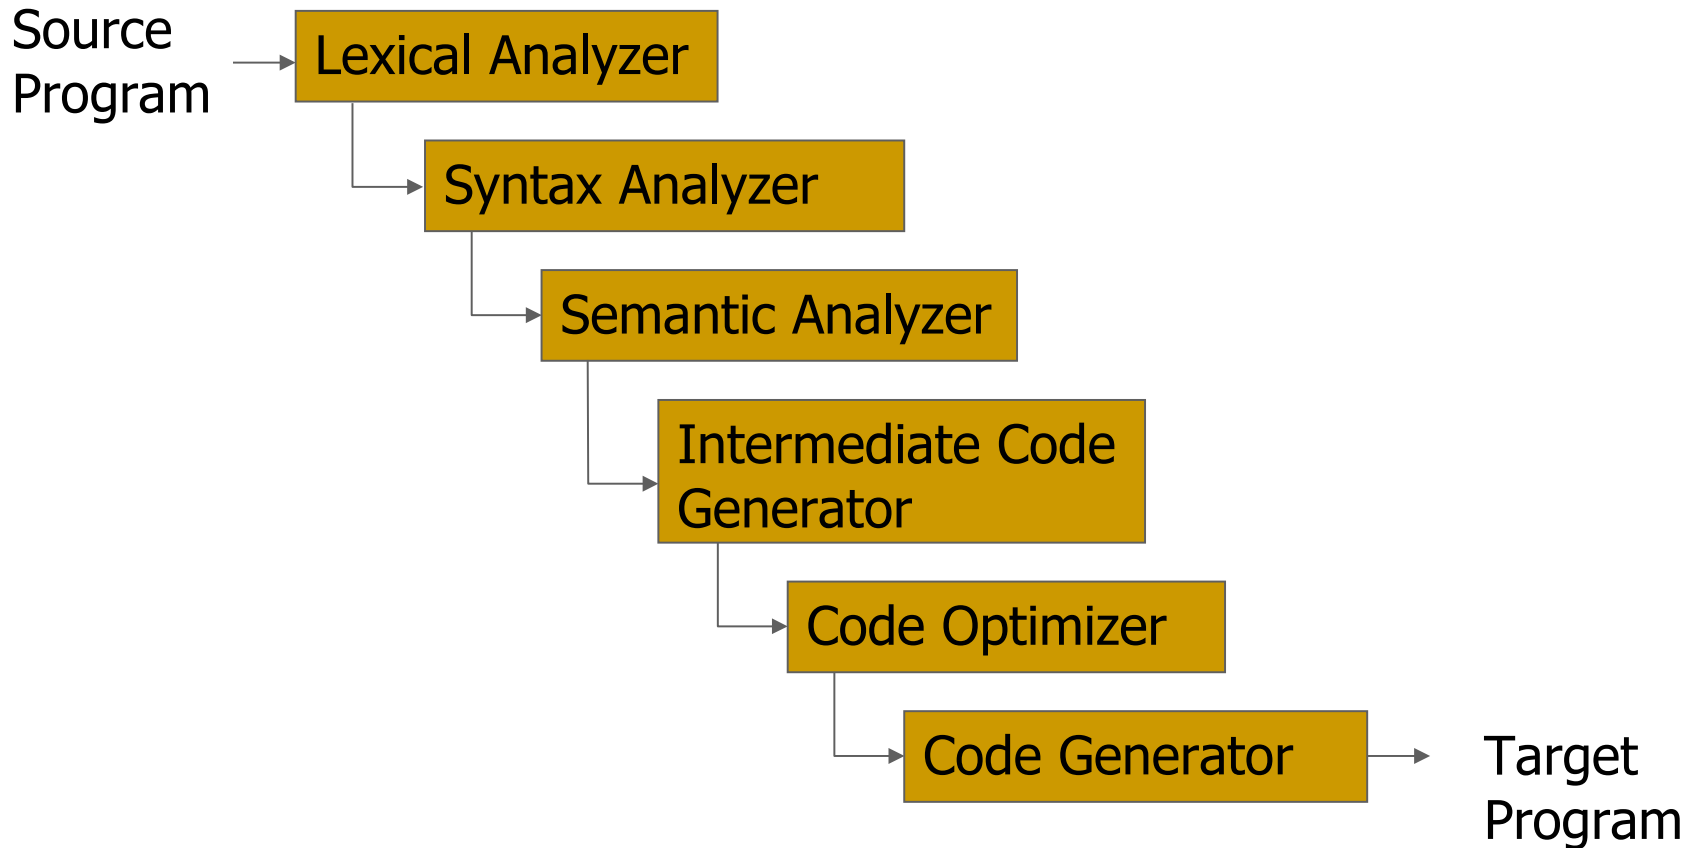 Source
Program
Lexical Analyzer
Syntax Analyzer
Semantic Analyzer
Intermediate Code
Generator
Code Optimizer
Code Generator
Target
Program